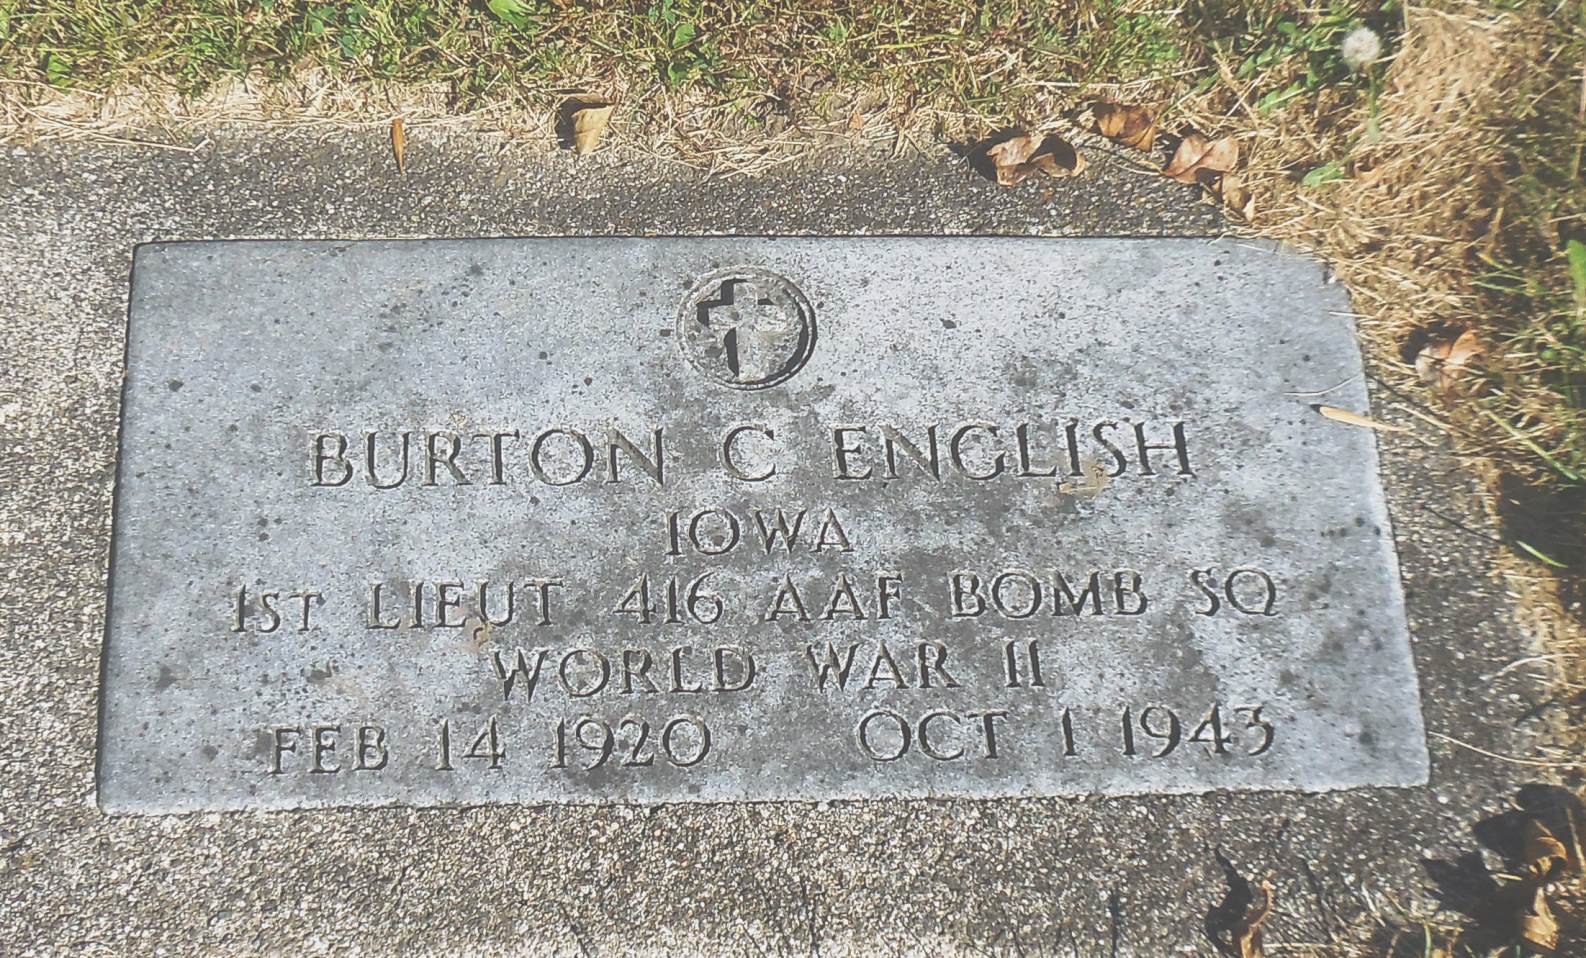 BURTON C ENGLISH
IOWA
1ST LIEUT 416 AAF BOMB SQ
WORLD WAR II
FEB 14 1920 OCT 1 1943